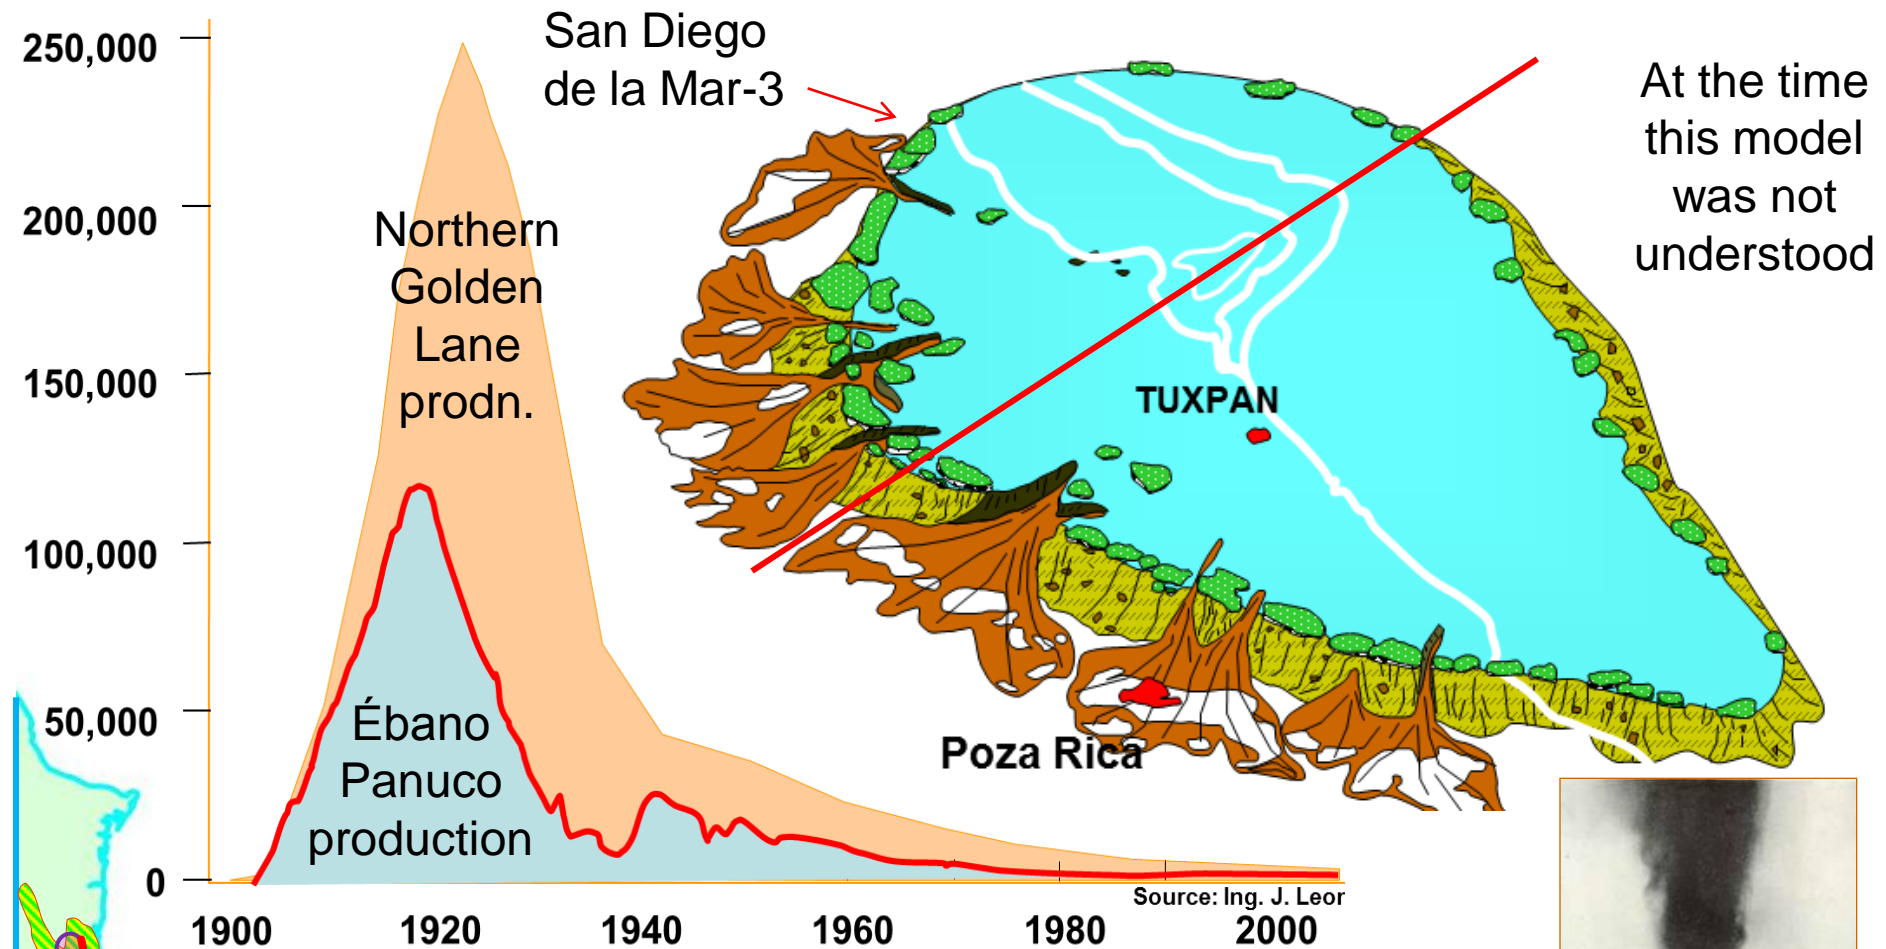 250,000
200,000
150,000
100,000
50,000
0
1900
1920
1940
1960
1980
2000
Northern
Golden
Lane
prodn.
Ébano
Panuco
production
San Diego
de la Mar-3
TUXPAN
Poza Rica
At the time
this model
was not
understood
Source: Ing. J. Leor